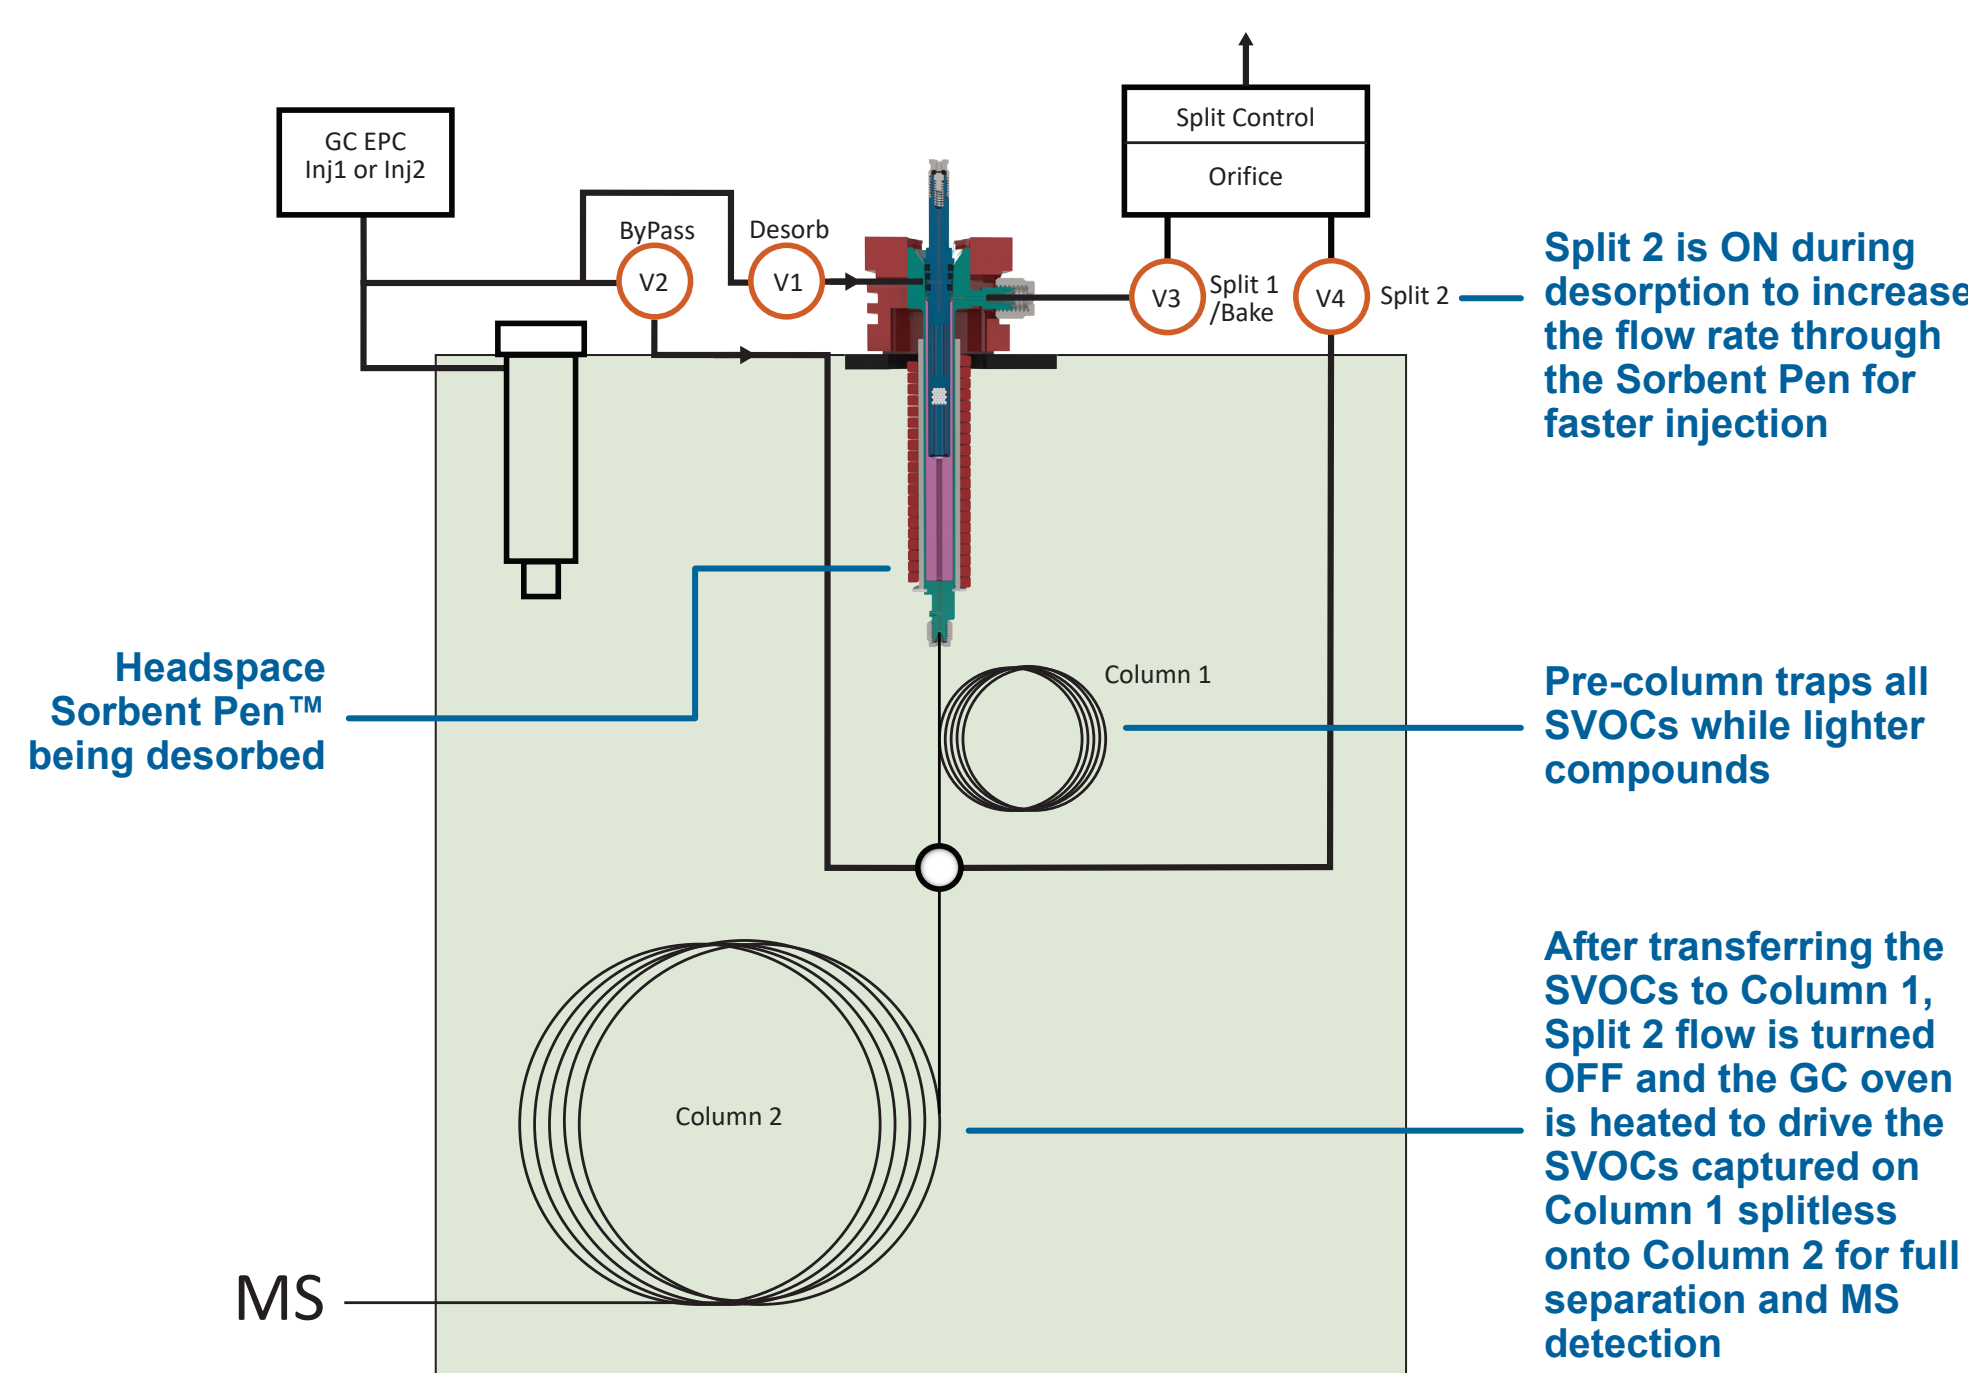 GC EPC
Inj1 or Inj2
Split Control
Orifice
ByPass
V2
Desorb
V1
V3
Split 1
/Bake
V4
Split 2
Split 2 is ON during
desorption to increase
the flow rate through
the Sorbent Pen for
faster injection
Headspace
Sorbent Pen™
being desorbed
Column 1
Pre-column traps all
SVOCs while lighter
compounds
Column 2
After transferring the
SVOCs to Column 1,
Split 2 flow is turned
OFF and the GC oven
is heated to drive the
SVOCs captured on
Column 1 splitless
onto Column 2 for full
separation and MS
detection
MS